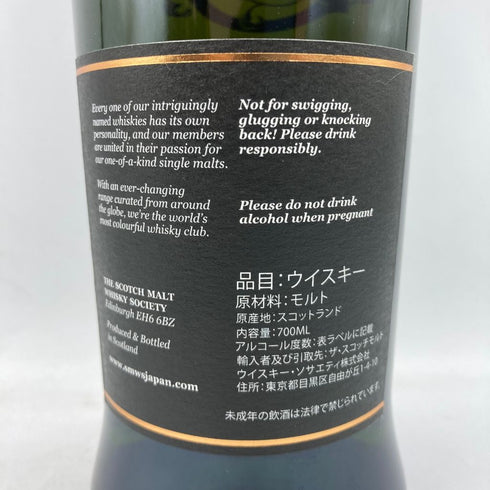 Every one of our intriguingly
named whiskies has its own
personality, and our members
are united in their passion for
our one-of-a-kind single malts.
With an ever-changing
range curated from around
the globe, we're the world's
most colourful whisky club.
THE SCOTCH MALT
WHISKY SOCIETY
Edinburgh EH6 6BZ
Produced & Bottled
in Scotland
www.smwsjapan.com
Not for swigging,
glugging or knocking
back! Please drink
responsibly.
Please do not drink
alcohol when pregnant
品目:ウイスキー
原材料:モルト
原産地:スコットランド
内容量:700ML
アルコール度数:表ラベルに記載
輸入者及び引取先:ザ・スコッチモルト
ウイスキー・ソサエティ株式会社
住所:東京都目黒区自由が丘1-4-10
未成年の飲酒は法律で禁じられています。